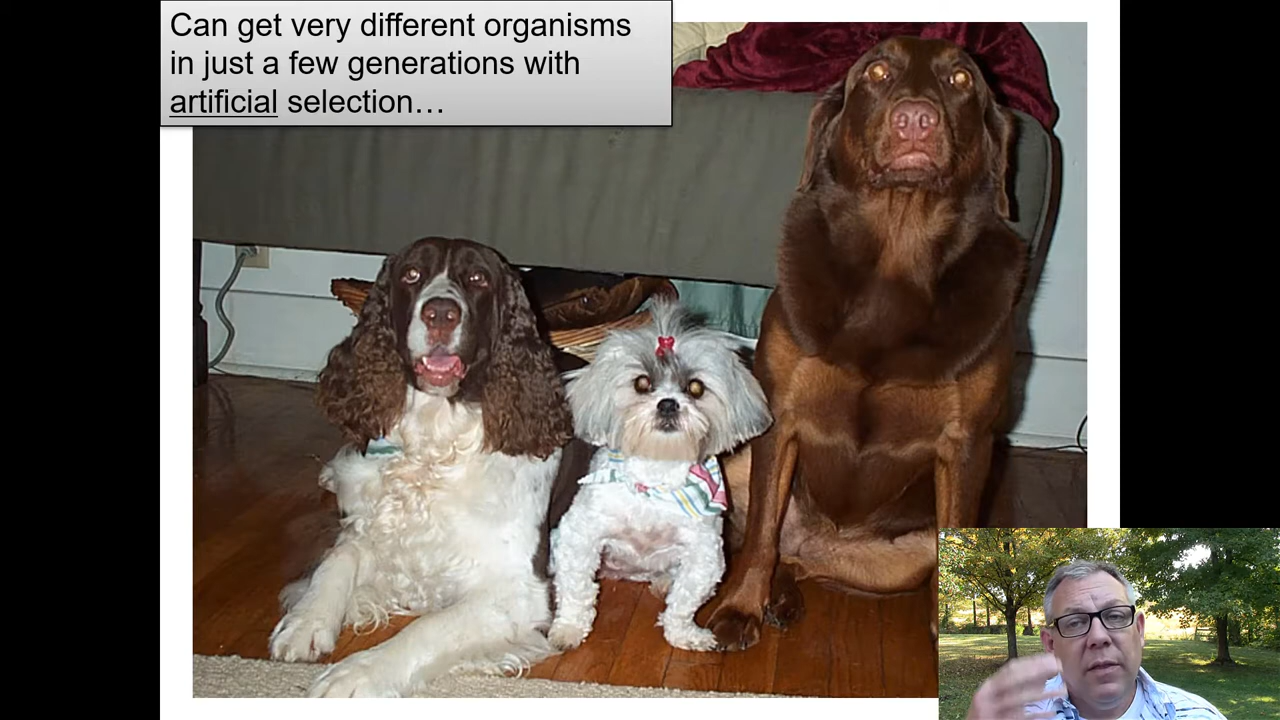 Can get very different organisms
in just a few generations with
artificial selection…